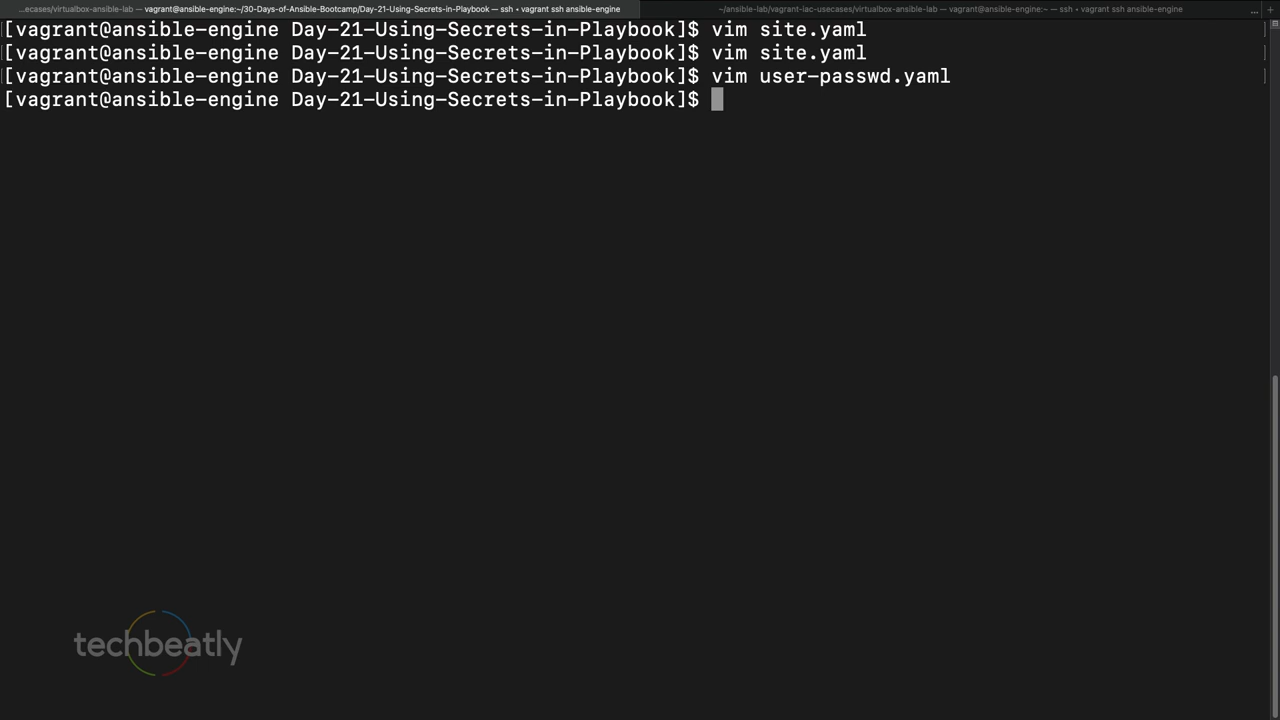 …ecases/virtualbox-ansible-lab — vagrant@ansible-engine:~/30-Days-of-Ansible-Bootcamp/Day-21-Using-Secrets-in-Playbook — ssh • vagrant ssh ansible-engine
~/ansible-lab/vagrant-iac-usecases/virtualbox-ansible-lab — vagrant@ansible-engine:~ — ssh • vagrant ssh ansible-engine
[vagrant@ansible-engine Day-21-Using-Secrets-in-Playbook]$ vim site.yaml
[vagrant@ansible-engine Day-21-Using-Secrets-in-Playbook]$ vim site.yaml
[vagrant@ansible-engine Day-21-Using-Secrets-in-Playbook]$ vim user-passwd.yaml
[vagrant@ansible-engine Day-21-Using-Secrets-in-Playbook]$
techbeatly